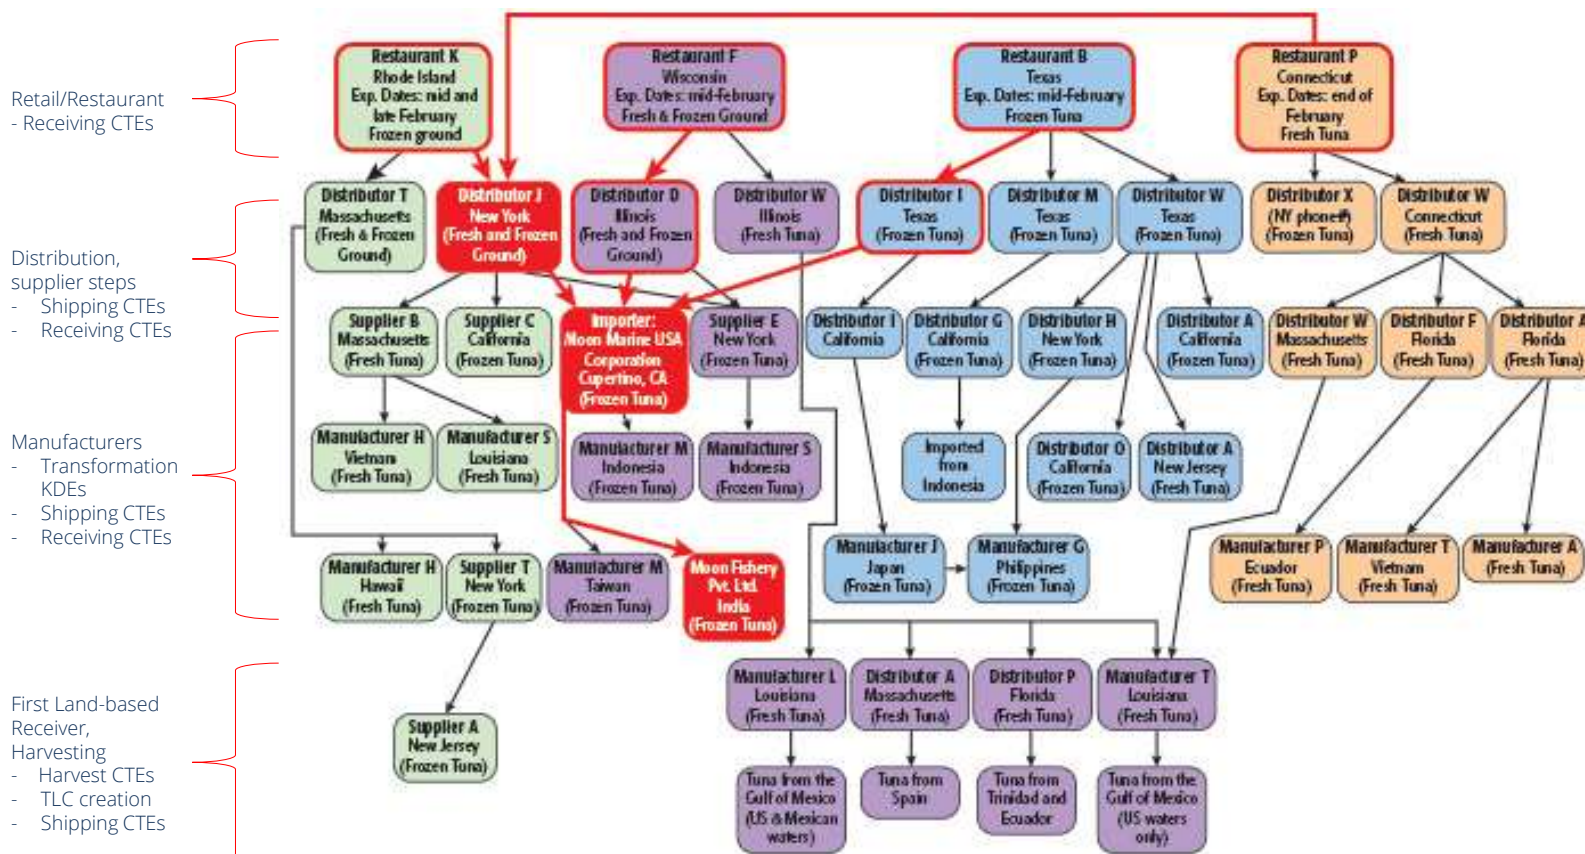 Retail/Restaurant
- Receiving CTEs
Distribution,
supplier steps
- Shipping CTEs
- Receiving CTEs
Manufacturers
- Transformation
KDEs
- Shipping CTEs
- Receiving CTEs
First Land-based
Receiver,
Harvesting
- Harvest CTEs
- TLC creation
- Shipping CTEs
Restaurant K
Rhode Island
Exp. Dates: mid and
late February
Frozen ground
Restaurant F
Wisconsin
Exp. Dates: mid-February
Fresh & Frozen Ground
Restaurant B
Texas
Exp. Dates: mid-February
Frozen Tuna
Restaurant P
Connecticut
Exp. Dates: end of
February
Fresh Tuna
Distributor T
Massachusetts
(Fresh & Frozen
Ground)
Distributor J
New York
(Fresh and Frozen
Ground)
Distributor D
Illinois
(Fresh and Frozen
Ground)
Distributor W
Illinois
(Fresh Tuna)
Distributor I
Texas
(Frozen Tuna)
Distributor M
Texas
(Frozen Tuna)
Distributor W
Texas
(Frozen Tuna)
Distributor X
(NY phone#)
(Frozen Tuna)
Distributor W
Connecticut
(Fresh Tuna)
Supplier B
Massachusetts
(Fresh Tuna)
Supplier C
California
(Frozen Tuna)
Importer:
Moon Marine USA
Corporation
Cupertino, CA
(Frozen Tuna)
Supplier E
New York
(Frozen Tuna)
Distributor I
California
Distributor G
California
(Frozen Tuna)
Distributor H
New York
(Frozen Tuna)
Distributor A
California
(Frozen Tuna)
Distributor W
Massachusetts
(Fresh Tuna)
Distributor F
Florida
(Fresh Tuna)
Distributor A
Florida
(Fresh Tuna)
Manufacturer H
Vietnam
(Fresh Tuna)
Manufacturer S
Louisiana
(Fresh Tuna)
Manufacturer M
Indonesia
(Frozen Tuna)
Manufacturer S
Indonesia
(Frozen Tuna)
Imported
from
Indonesia
Distributor O
California
(Frozen Tuna)
Distributor A
New Jersey
(Fresh Tuna)
Manufacturer H
Hawaii
(Fresh Tuna)
Supplier T
New York
(Frozen Tuna)
Manufacturer M
Taiwan
(Frozen Tuna)
Moon Fishery
Pvt. Ltd.
India
(Frozen Tuna)
Manufacturer J
Japan
(Frozen Tuna)
Manufacturer G
Philippines
(Frozen Tuna)
Manufacturer P
Ecuador
(Fresh Tuna)
Manufacturer T
Vietnam
(Fresh Tuna)
Manufacturer A
(Fresh Tuna)
Supplier A
New Jersey
(Frozen Tuna)
Manufacturer L
Louisiana
(Fresh Tuna)
Distributor A
Massachusetts
(Fresh Tuna)
Distributor P
Florida
(Fresh Tuna)
Manufacturer T
Louisiana
(Fresh Tuna)
Tuna from the
Gulf of Mexico
(US & Mexican
waters)
Tuna from
Spain
Tuna from
Trinidad and
Ecuador
Tuna from the
Gulf of Mexico
(US waters
only)